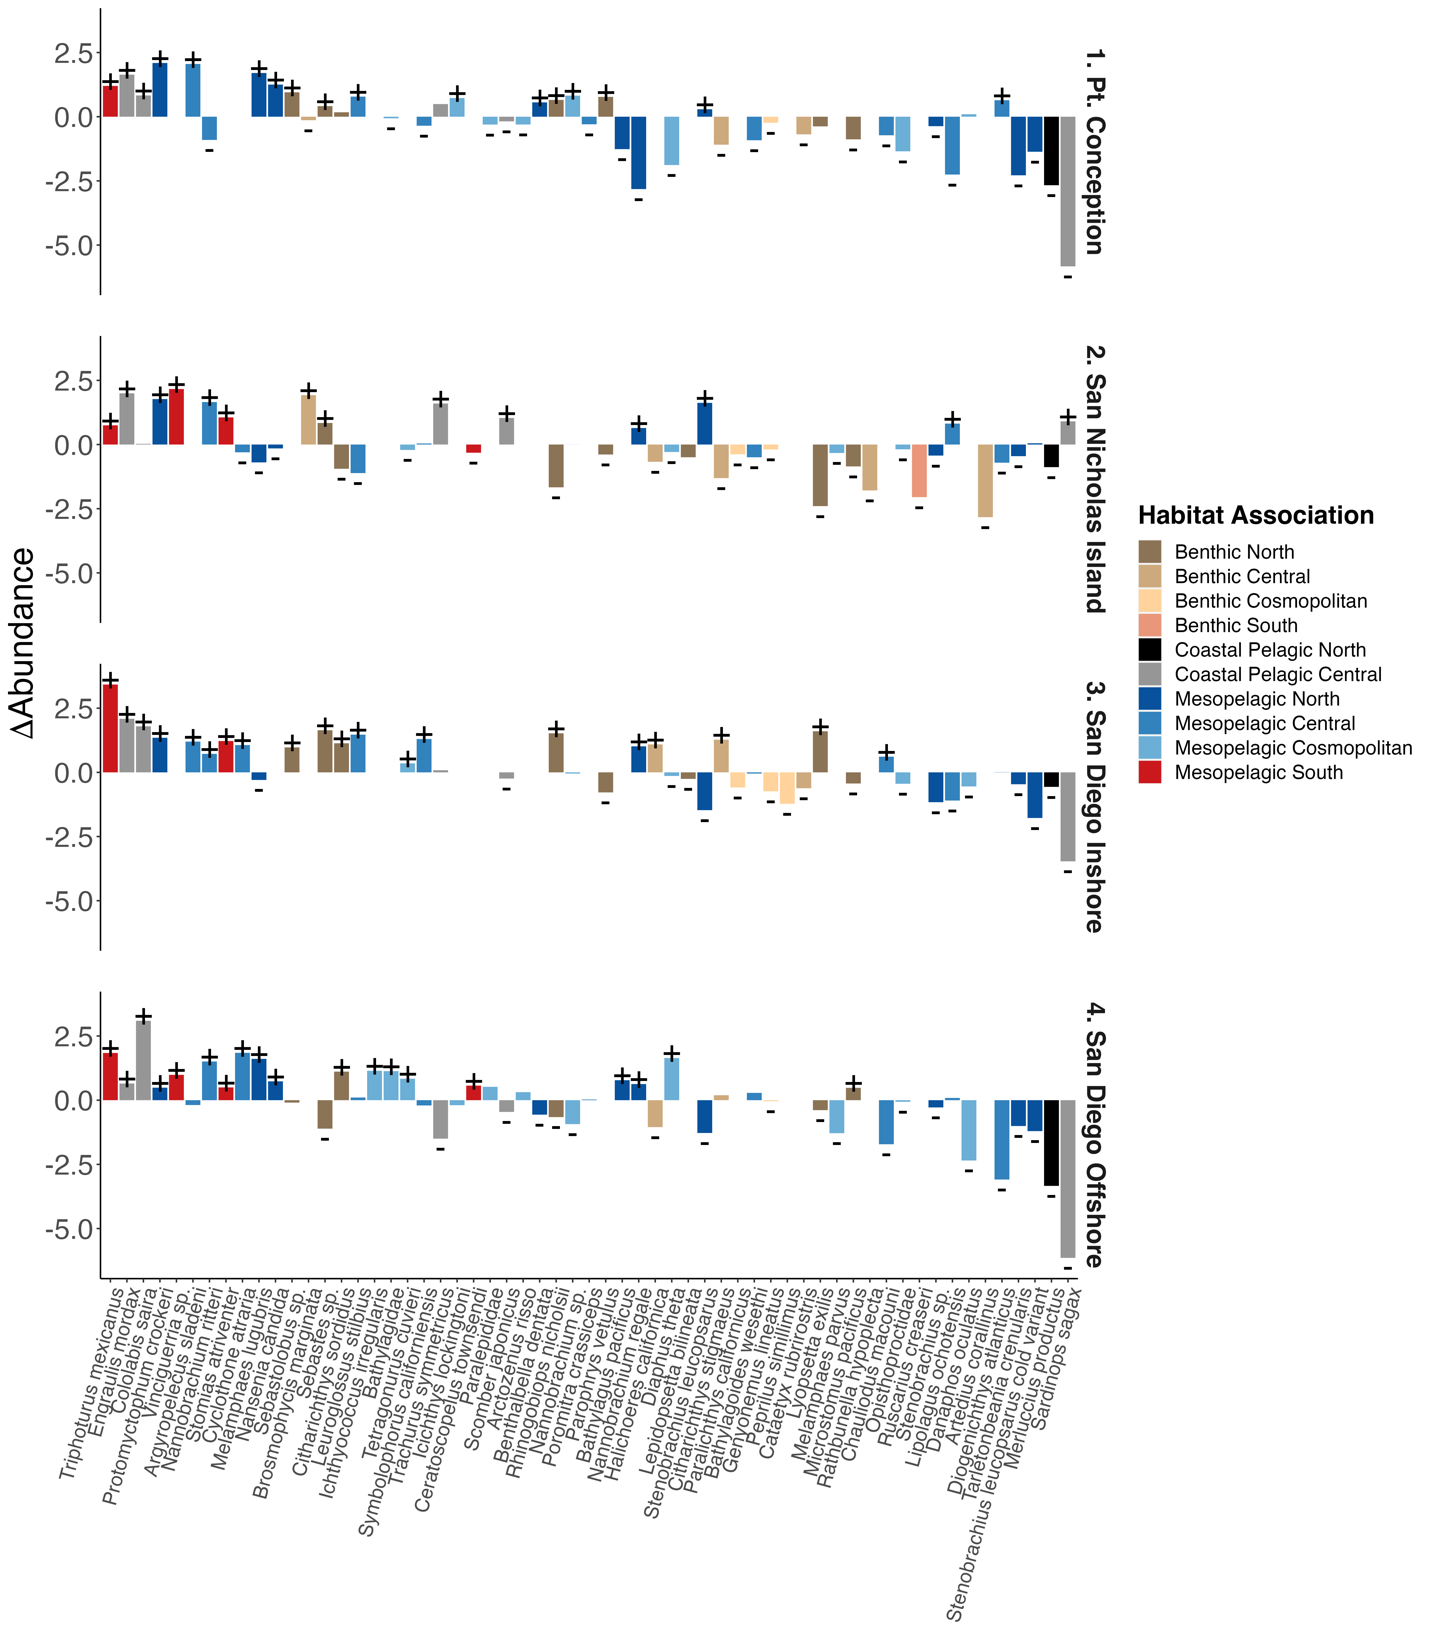 2.5
0.0
-2.5
-5.0
1. Pt. Conception
2.5
0.0
-2.5
-5.0
2. San Nicholas Island
2.5
0.0
-2.5
-5.0
3. San Diego Inshore
2.5
0.0
-2.5
-5.0
4. San Diego Offshore
ΔAbundance
Triphoturus mexicanus
Engraulis mordax
Cololabis saira
Protomyctophum crockeri
Vinciguerria sp.
Argyropelecus sladeni
Nannobrachium ritteri
Stomias atriventer
Cyclothone atraria
Melamphaes lugubris
Nansenia candida
Sebastolobus sp.
Brosmophycis marginata
Sebastes sp.
Citharichthys sordidus
Leuroglossus stilbius
Ichthyococcus irregularis
Bathylagidae
Tetragonurus cuvieri
Symbolophorus californiensis
Trachurus symmetricus
Icichthys lockingtoni
Ceratoscopelus townsendi
Paralepididae
Scomber japonicus
Arctozenus risso
Benthalbella dentata
Rhinogobiops nicholsii
Nannobrachium sp.
Poromitra crassiceps
Parophrys vetulus
Bathylagus pacificus
Nannobrachium regale
Halichoeres californica
Diaphus theta
Lepidopsetta bilineata
Stenobrachius leucopsarus
Citharichthys stigmaeus
Paralichthys californicus
Bathylagoides wesethi
Genyonemus lineatus
Peprilus simillimus
Cataetyx rubrirostris
Lyopsetta exilis
Melamphaes parvus
Microstomus pacificus
Rathbunella hypoplecta
Chauliodus macouni
Opisthoproctidae
Ruscarius creaseri
Stenobrachius sp.
Lipolagus ochotensis
Danaphos oculatus
Artedius corallinus
Diogenichthys atlanticus
Tarletonbeania crenularis
Stenobrachius leucopsarus cold variant
Merluccius productus
Sardinops sagax
Habitat Association
Benthic North
Benthic Central
Benthic Cosmopolitan
Benthic South
Coastal Pelagic North
Coastal Pelagic Central
Mesopelagic North
Mesopelagic Central
Mesopelagic Cosmopolitan
Mesopelagic South